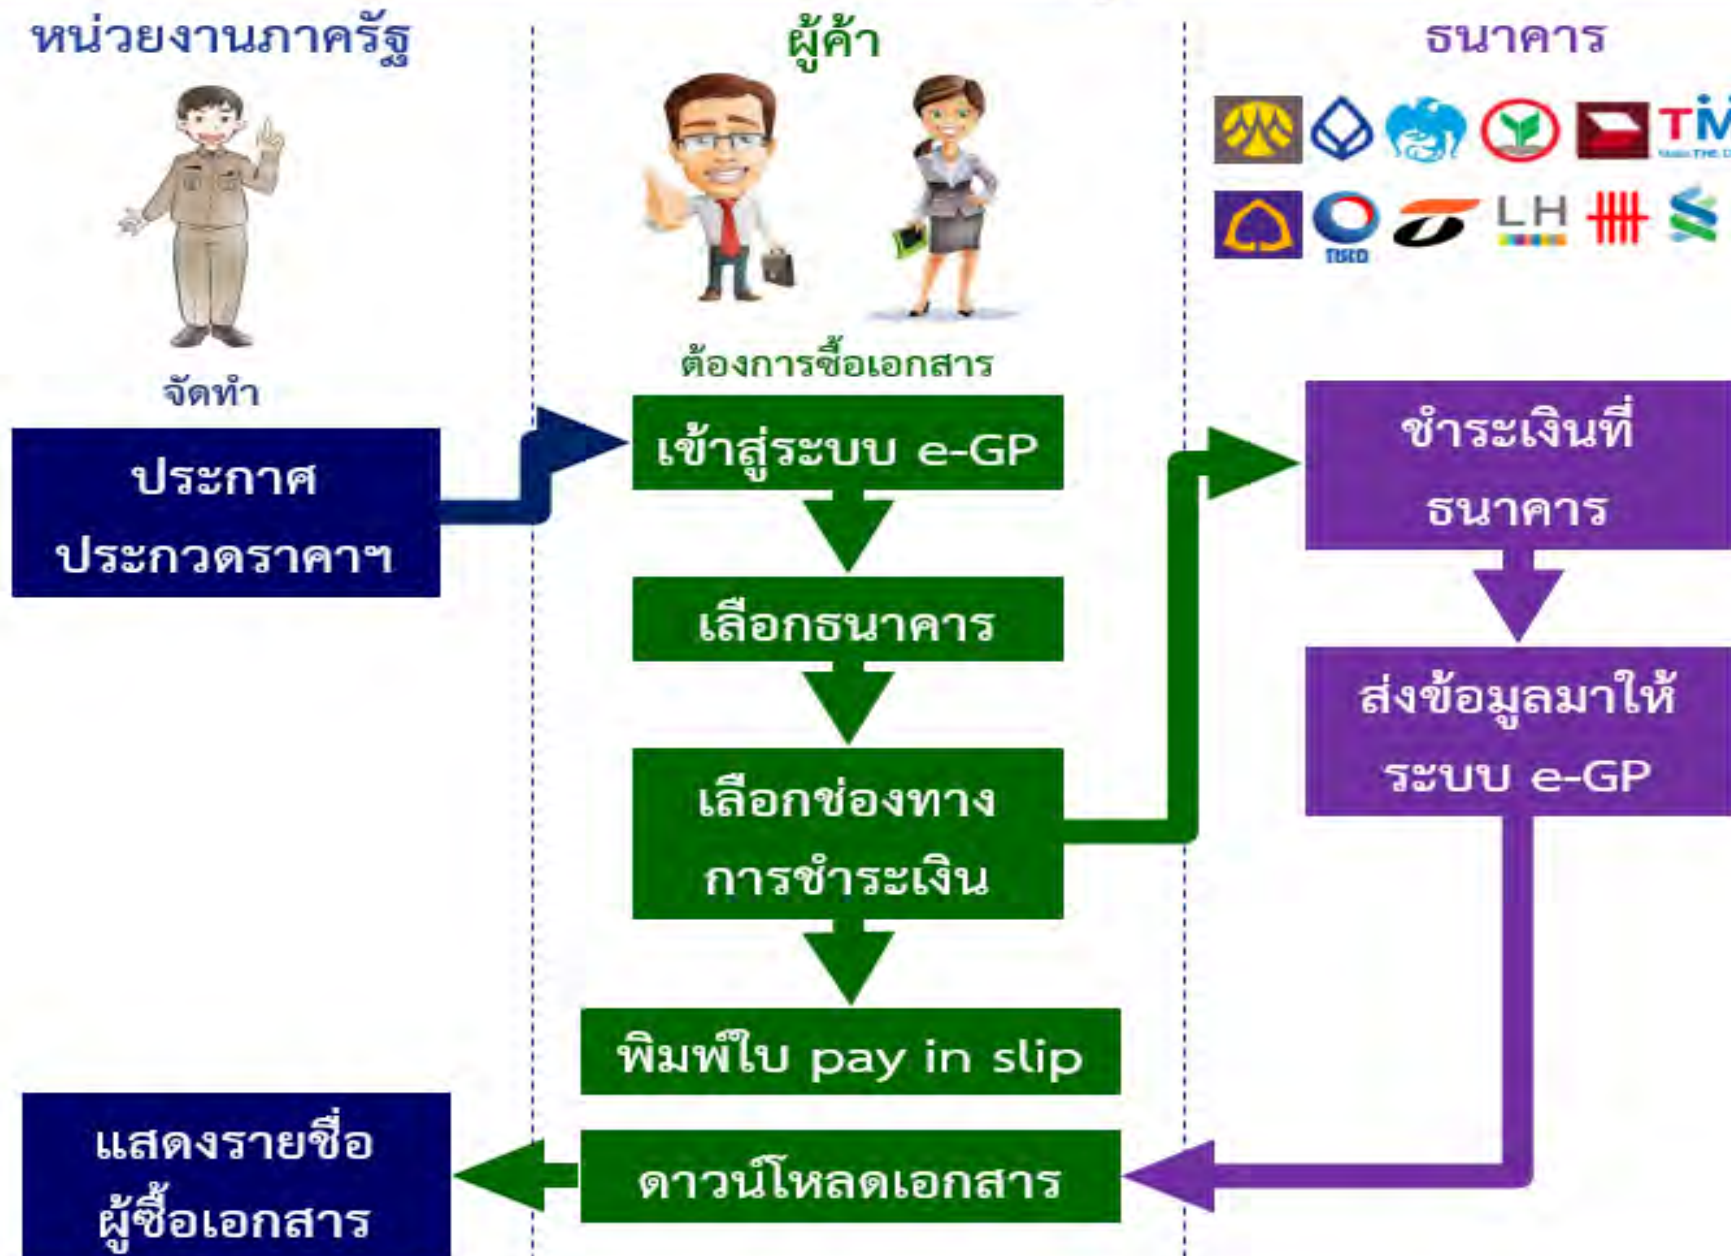 หน่วยงานภาครัฐ
ผู้ค้า
ธนาคาร
TM
TISCO
LH
จัดทำ
ต้องการซื้อเอกสาร
ประกาศ
ประกวดราคาฯ
เข้าสู่ระบบ e-GP
เลือกธนาคาร
เลือกช่องทาง
การชำระเงิน
พิมพ์ใบ pay in slip
ดาวน์โหลดเอกสาร
ชำระเงินที่
ธนาคาร
ส่งข้อมูลมาให้
ระบบ e-GP
แสดงรายชื่อ
ผู้ซื้อเอกสาร